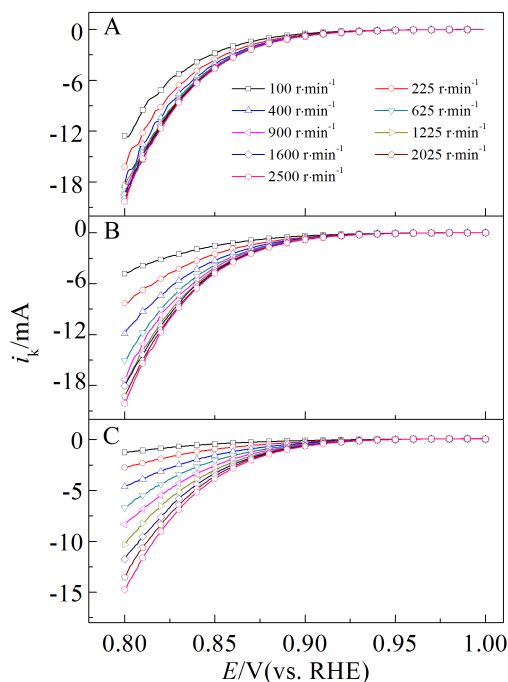 A
0
-6
-12
-18
100 r·min⁻¹ 225 r·min⁻¹
400 r·min⁻¹ 625 r·min⁻¹
900 r·min⁻¹ 1225 r·min⁻¹
1600 r·min⁻¹ 2025 r·min⁻¹
2500 r·min⁻¹
B
0
-6
-12
-18
iₖ/mA
C
0
-5
-10
-15
0.80 0.85 0.90 0.95 1.00
E/V(vs. RHE)